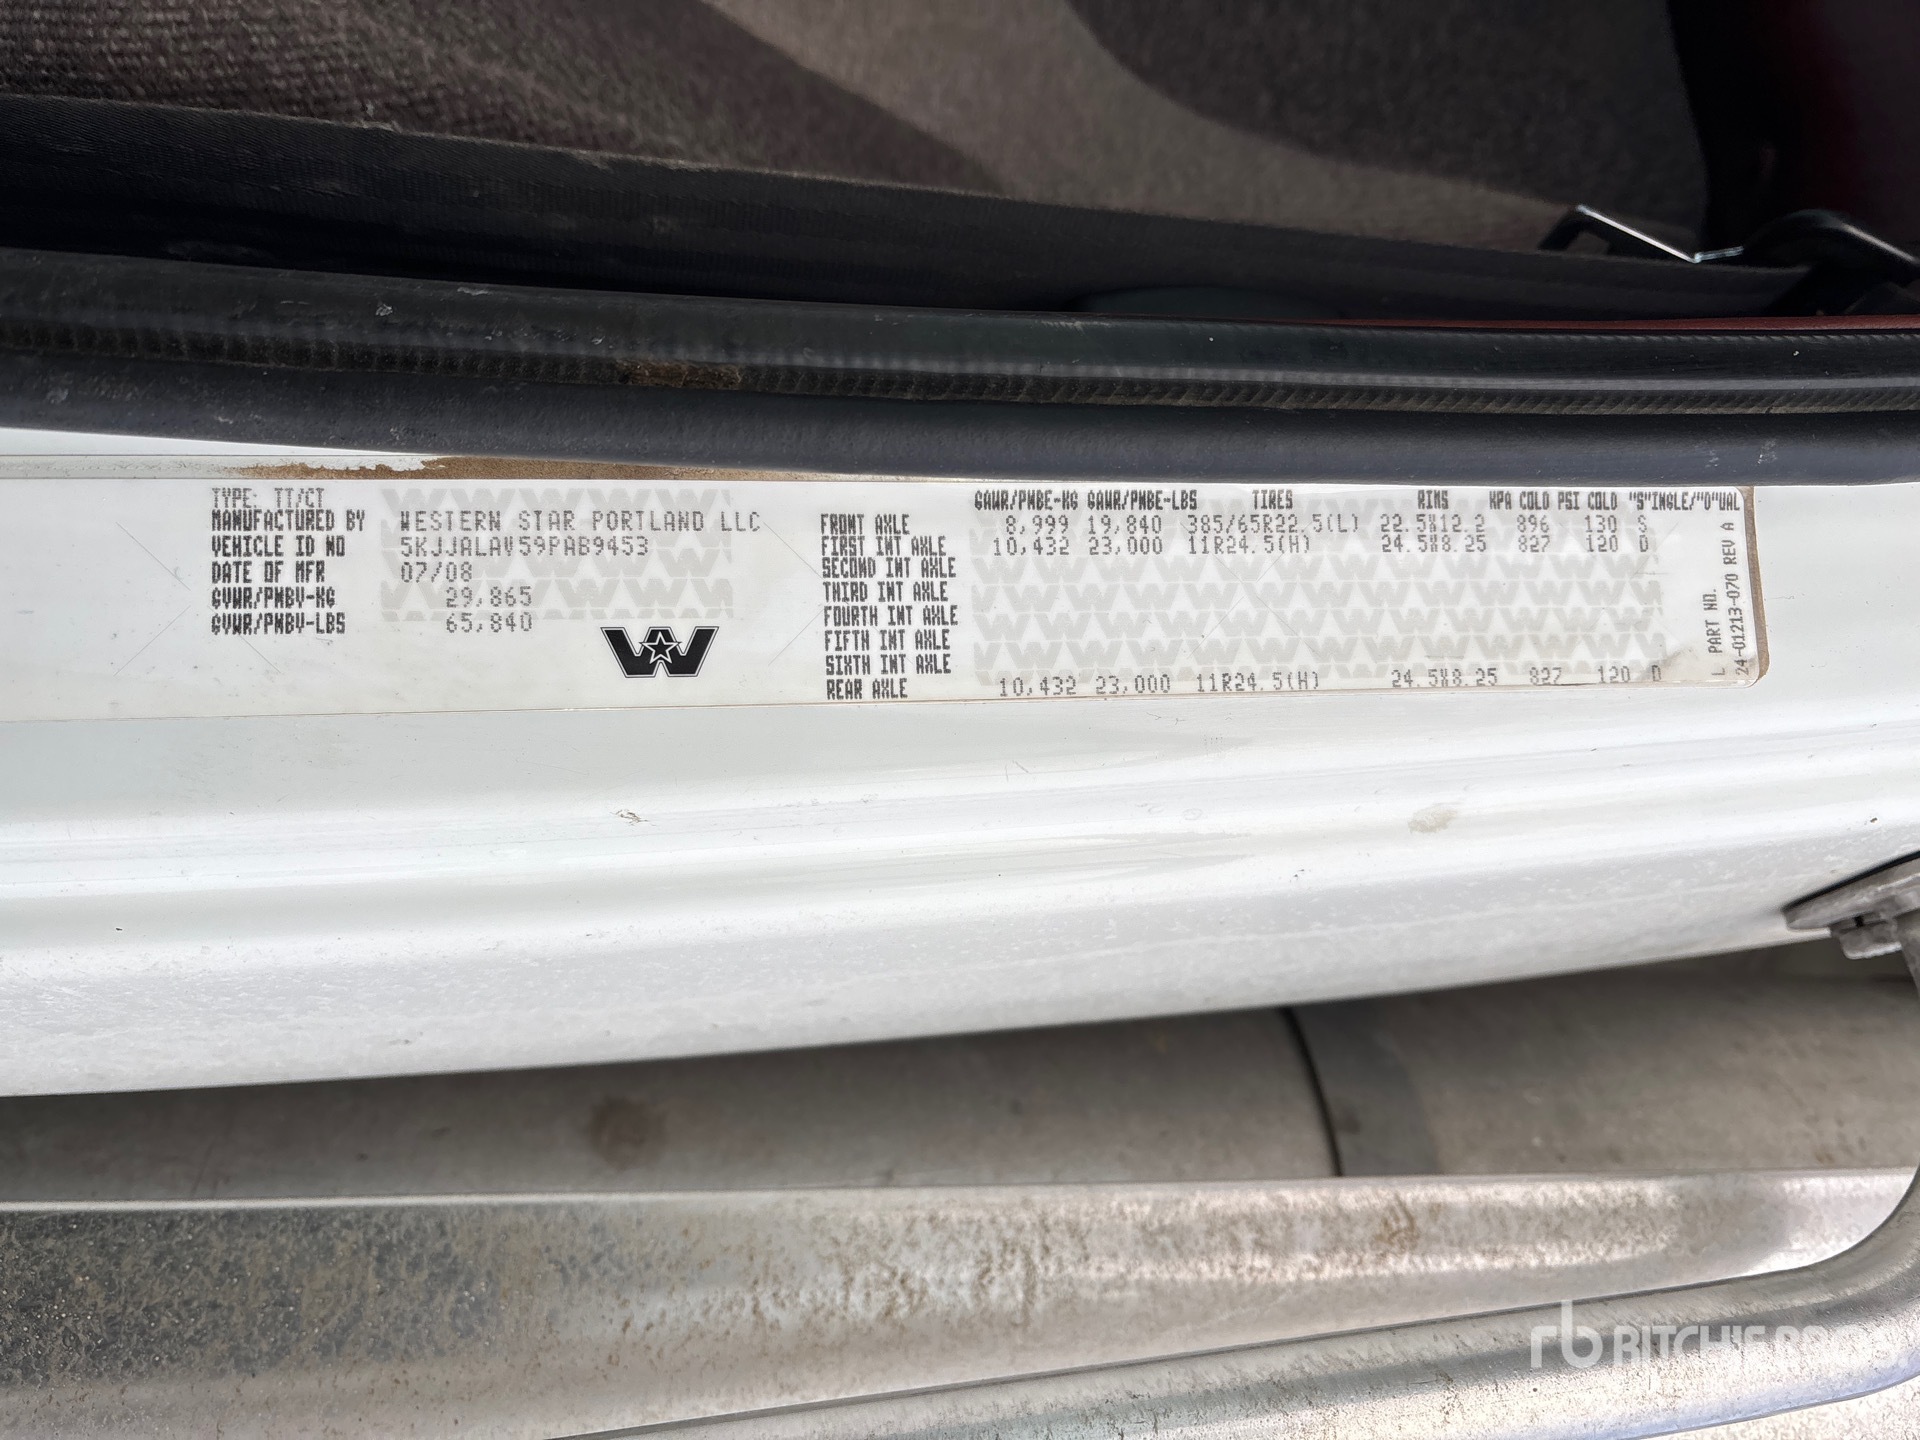 TYPE: TT/CT
MANUFACTURED BY WESTERN STAR PORTLAND LLC
VEHICLE ID NO 5KJJALAV59PAB9453
DATE OF MFR 07/08
GVWR/PNBV-KG 29,865
GVWR/PNBV-LBS 65,840
GAWR/PNBE-KG GAWR/PNBE-LBS TIRES RIMS KPA COLD PSI COLD "S"INGLE/"D"UAL
FRONT AXLE 8,999 19,840 385/65R22.5(L) 22.5X12.2 896 130 S
FIRST INT AXLE 10,432 23,000 11R24.5(H) 24.5X8.25 827 120 D
SECOND INT AXLE
THIRD INT AXLE
FOURTH INT AXLE
FIFTH INT AXLE
SIXTH INT AXLE
REAR AXLE 10,432 23,000 11R24.5(H) 24.5X8.25 827 120 D
L PART NO.
24-01213-070 REV A
rb RITCHIE BROS